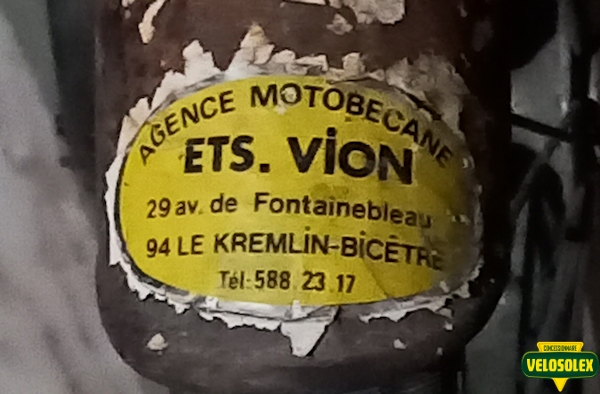 AGENCE MOTOBECANE
ETS. VION
29 av. de Fontainebleau
94 LE KREMLIN-BICÊTRE
Tél: 588 23 17
CONCESSIONNAIRE
VELOSOLEX